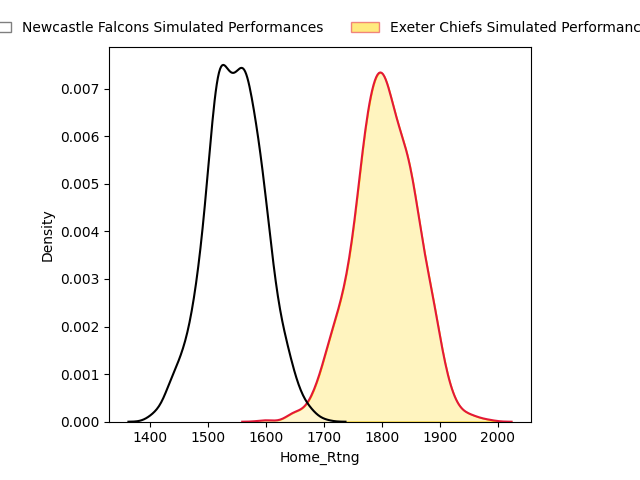 Newcastle Falcons Simulated Performances
Exeter Chiefs Simulated Performanc
0.007
0.006
0.005
0.004
0.003
0.002
0.001
0.000
Density
1400 1500 1600 1700 1800 1900 2000
Home_Rtng